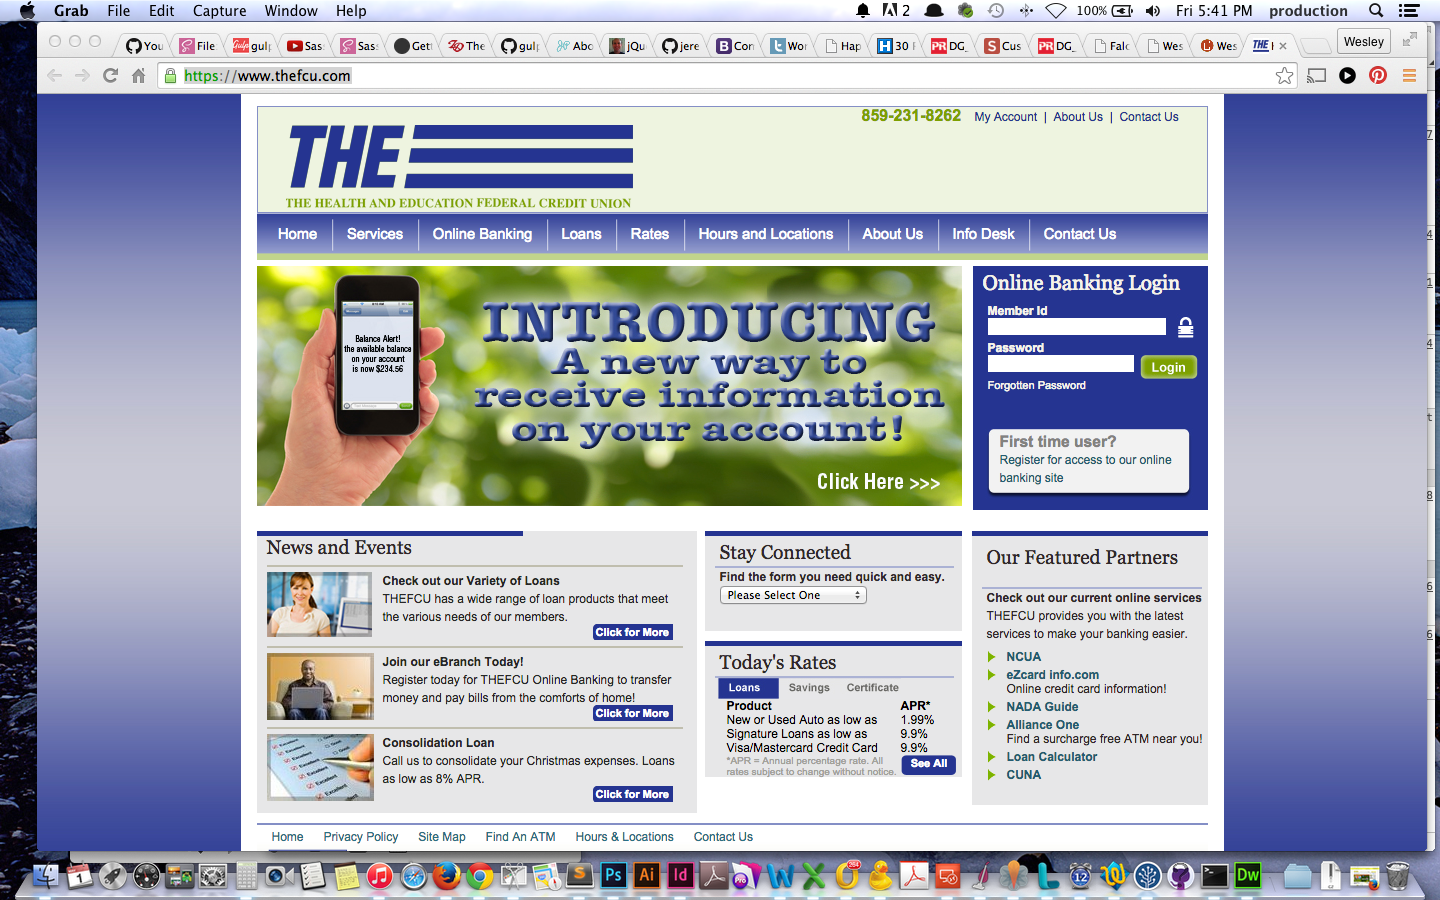 Grab File Edit Capture Window Help
2 100% Fri 5:41 PM production
You File gulp YouTube Sas Sas Get The gulp Abo jQu jere Cor Wor Hap 30 F DG_ Cus DG_ Falc Wes Wes THE
Wesley
https://www.thefcu.com
859-231-8262 My Account | About Us | Contact Us
THE
THE HEALTH AND EDUCATION FEDERAL CREDIT UNION
Home Services Online Banking Loans Rates Hours and Locations About Us Info Desk Contact Us
Balance Alert!
the available balance
on your account
is now $234.56
INTRODUCING
A new way to
receive information
on your account!
Click Here >>>
Online Banking Login
Member Id
Password
Login
Forgotten Password
First time user?
Register for access to our online
banking site
News and Events
Check out our Variety of Loans
THEFCU has a wide range of loan products that meet
the various needs of our members.
Click for More
Join our eBranch Today!
Register today for THEFCU Online Banking to transfer
money and pay bills from the comforts of home!
Click for More
Excellent
Excellent
Excellent
Consolidation Loan
Call us to consolidate your Christmas expenses. Loans
as low as 8% APR.
Click for More
Stay Connected
Find the form you need quick and easy.
Please Select One
Today's Rates
Loans Savings Certificate
Product APR*
New or Used Auto as low as 1.99%
Signature Loans as low as 9.9%
Visa/Mastercard Credit Card 9.9%
*APR = Annual percentage rate. All
rates subject to change without notice.
See All
Our Featured Partners
Check out our current online services
THEFCU provides you with the latest
services to make your banking easier.
NCUA
eZcard info.com
Online credit card information!
NADA Guide
Alliance One
Find a surcharge free ATM near you!
Loan Calculator
CUNA
Home Privacy Policy Site Map Find An ATM Hours & Locations Contact Us
1 S Ps Ai Id W X 264 L 12 Dw